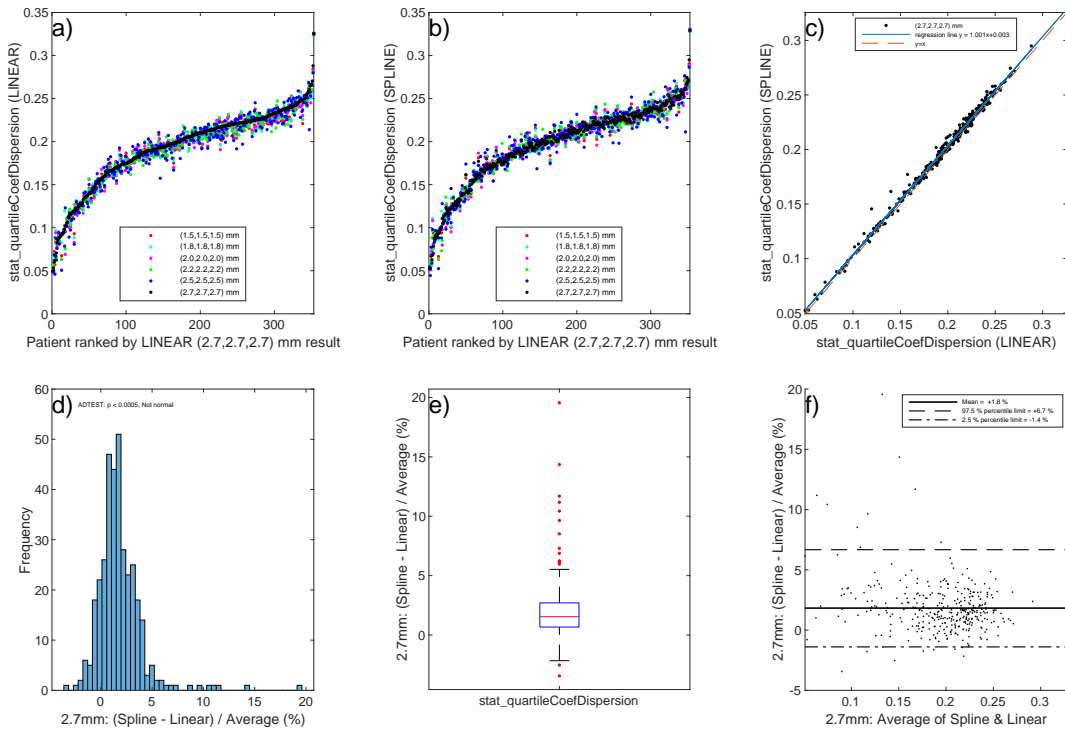 a)
stat_quartileCoefDispersion (LINEAR)
0.35
0.3
0.25
0.2
0.15
0.1
0.05
0
(1.5,1.5,1.5) mm
(1.8,1.8,1.8) mm
(2.0,2.0,2.0) mm
(2.2,2.2,2.2) mm
(2.5,2.5,2.5) mm
(2.7,2.7,2.7) mm
0 100 200 300
Patient ranked by LINEAR (2.7,2.7,2.7) mm result
b)
stat_quartileCoefDispersion (SPLINE)
0.35
0.3
0.25
0.2
0.15
0.1
0.05
0
(1.5,1.5,1.5) mm
(1.8,1.8,1.8) mm
(2.0,2.0,2.0) mm
(2.2,2.2,2.2) mm
(2.5,2.5,2.5) mm
(2.7,2.7,2.7) mm
0 100 200 300
Patient ranked by LINEAR (2.7,2.7,2.7) mm result
c)
stat_quartileCoefDispersion (SPLINE)
(2.7,2.7,2.7) mm
regression line y = 1.001x+0.003
y=x
0.3
0.25
0.2
0.15
0.1
0.05
0.05 0.1 0.15 0.2 0.25 0.3
stat_quartileCoefDispersion (LINEAR)
d)
ADTEST: p < 0.0005, Not normal
Frequency
60
50
40
30
20
10
0
0 5 10 15 20
2.7mm: (Spline - Linear) / Average (%)
e)
2.7mm: (Spline - Linear) / Average (%)
20
15
10
5
0
stat_quartileCoefDispersion
f)
2.7mm: (Spline - Linear) / Average (%)
Mean = +1.8 %
97.5 % percentile limit = +6.7 %
2.5 % percentile limit = -1.4 %
20
15
10
5
0
-5
0.1 0.15 0.2 0.25 0.3
2.7mm: Average of Spline & Linear